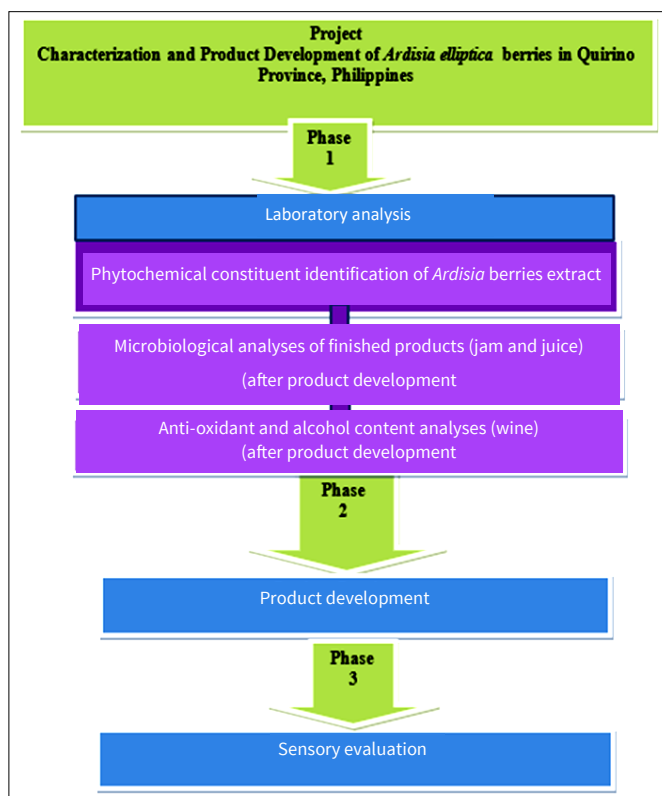 Project
Characterization and Product Development of Ardisia elliptica berries in Quirino
Province, Philippines
Phase
1
Laboratory analysis
Phytochemical constituent identification of Ardisia berries extract
Microbiological analyses of finished products (jam and juice)
(after product development
Anti-oxidant and alcohol content analyses (wine)
(after product development
Phase
2
Product development
Phase
3
Sensory evaluation